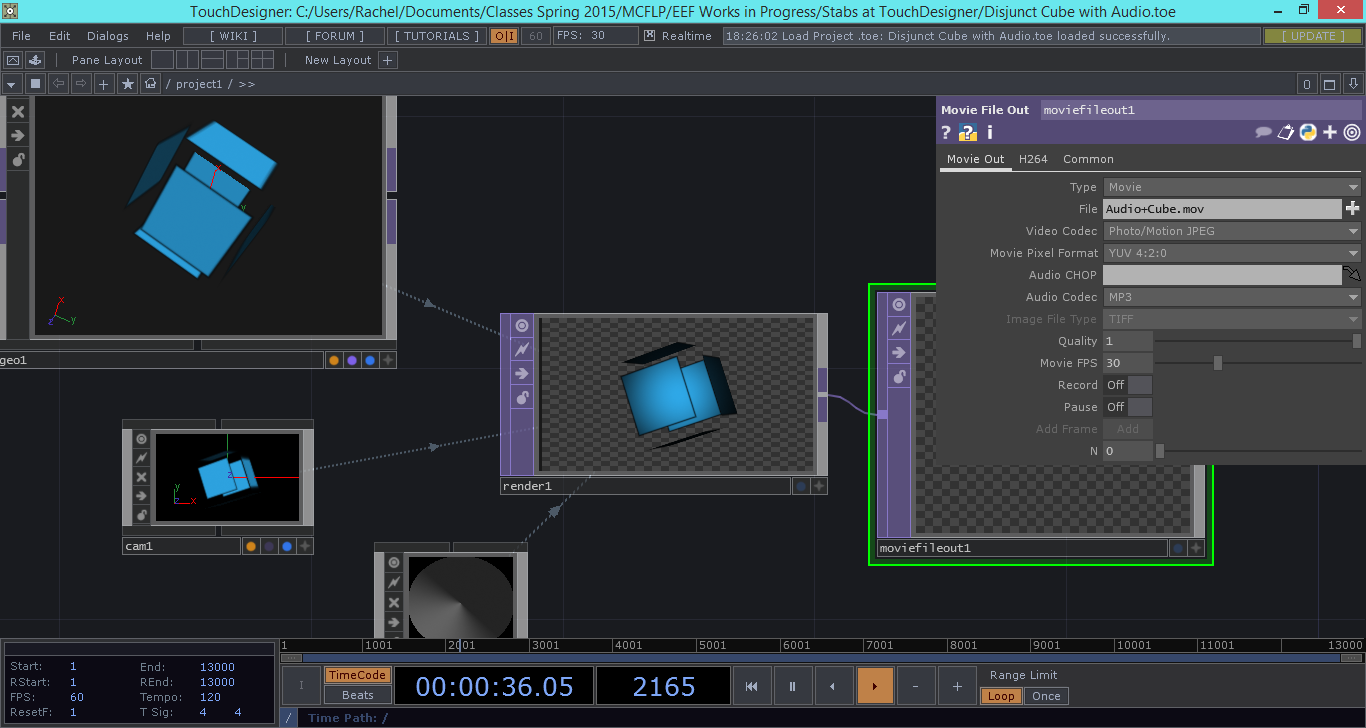 TouchDesigner: C:/Users/Rachel/Documents/Classes Spring 2015/MCFLP/EEF Works in Progress/Stabs at TouchDesigner/Disjunct Cube with Audio.toe
File Edit Dialogs Help [ WIKI ] [ FORUM ] [ TUTORIALS ] O|I 60 FPS: 30 Realtime 18:26:02 Load Project .toe: Disjunct Cube with Audio.toe loaded successfully. [ UPDATE ]
Pane Layout New Layout +
/ project1 / >> 0
Movie File Out moviefileout1
? ? i
Movie Out H264 Common
Type Movie
File Audio+Cube.mov
Video Codec Photo/Motion JPEG
Movie Pixel Format YUV 4:2:0
Audio CHOP
Audio Codec MP3
Image File Type TIFF
Quality 1
Movie FPS 30
Record Off
Pause Off
Add Frame Add
N 0
x
y
x
z y
geo1
render1
z
y
z x
cam1
moviefileout1
1 1001 2001 3001 4001 5001 6001 7001 8001 9001 10001 11001 13000
Start: 1 End: 13000
RStart: 1 REnd: 13000
FPS: 60 Tempo: 120
ResetF: 1 T Sig: 4 4
I TimeCode 00:00:36.05 2165 - + Range Limit
Beats Loop Once
/ Time Path: /